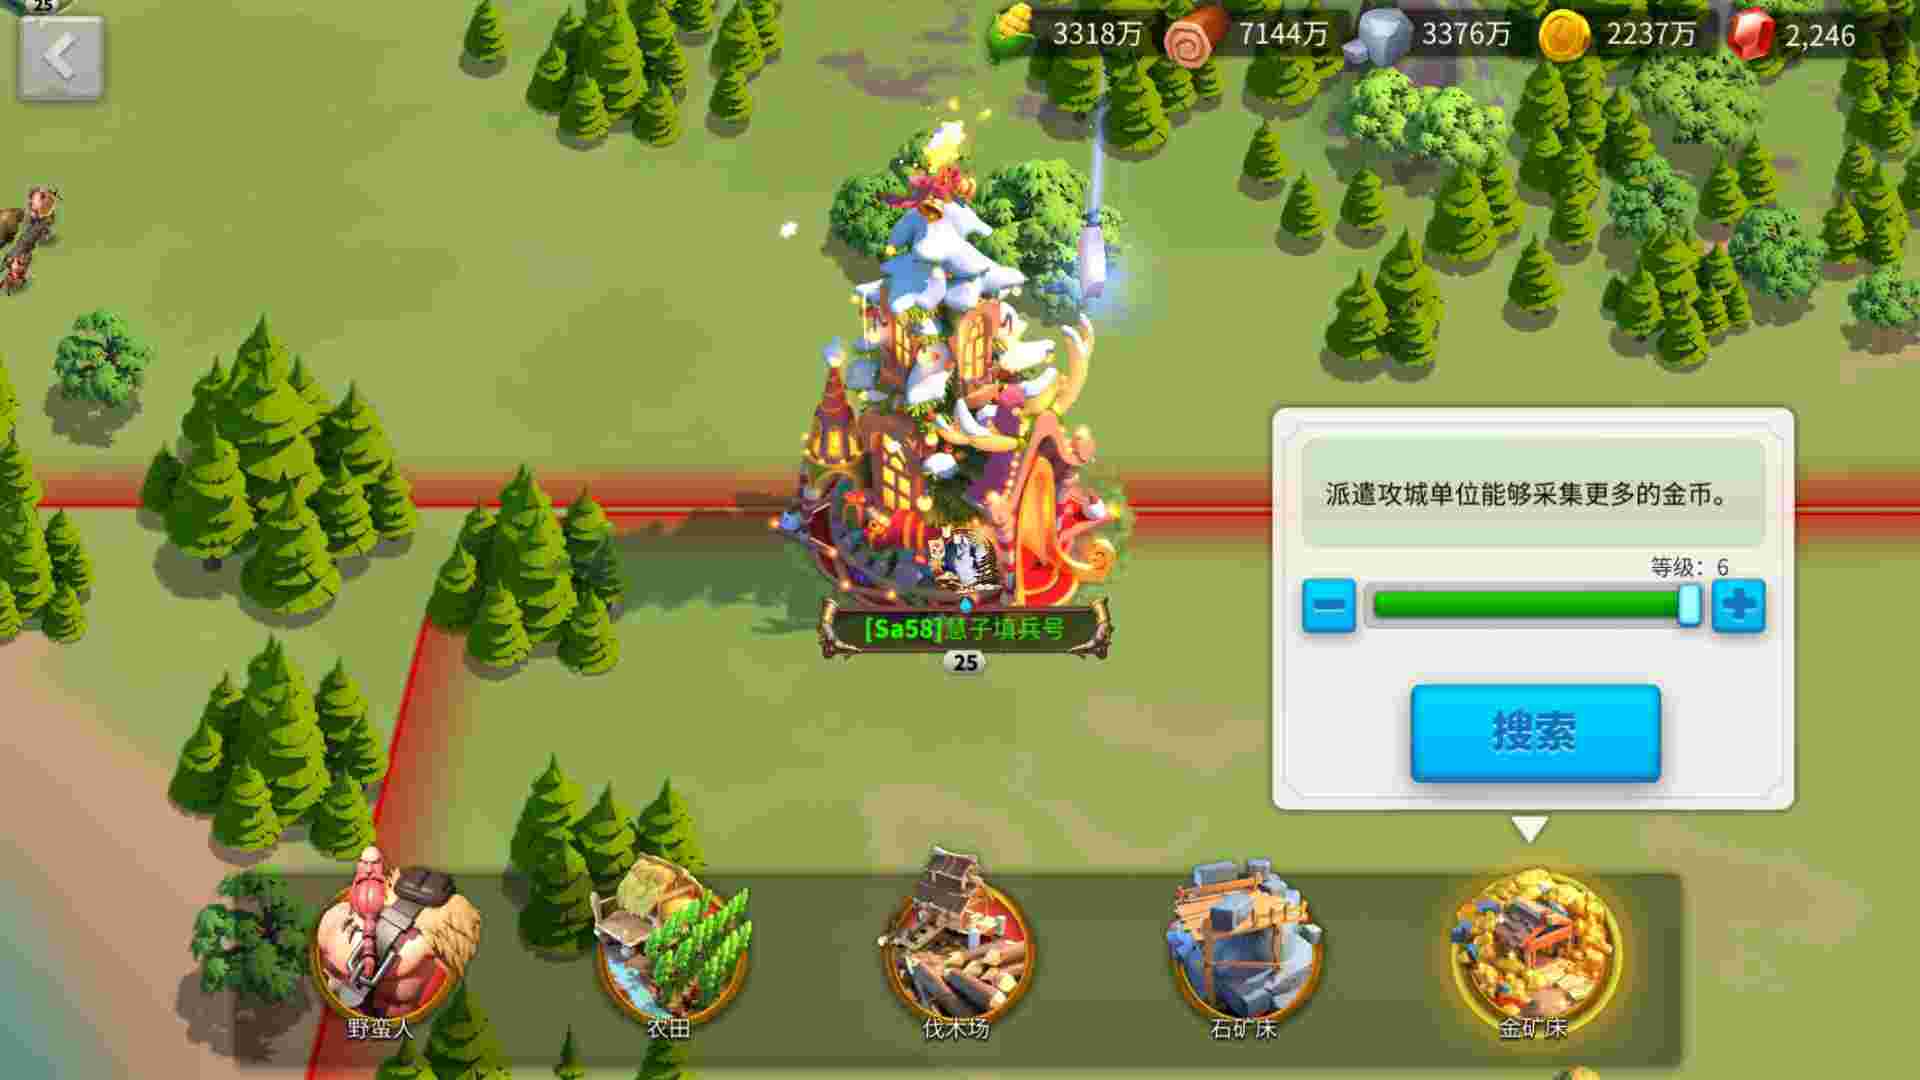 25
3318万
7144万
3376万
2237万
2,246
派遣攻城单位能够采集更多的金币。
等级：6
搜索
[Sa58]慧子填兵号
25
野蛮人
农田
伐木场
石矿床
金矿床